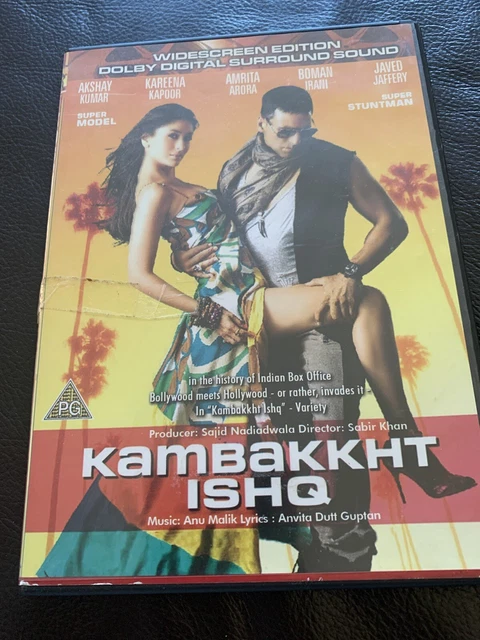 WIDESCREEN EDITION
DOLBY DIGITAL SURROUND SOUND
AKSHAY KUMAR
KAREENA KAPOOR
AMRITA ARORA
BOMAN IRANI
JAVED JAFFERY
SUPER MODEL
SUPER STUNTMAN
in the history of Indian Box Office
Bollywood meets Hollywood - or rather, invades it -
In "Kambakkht Ishq" - Variety
PG
Producer: Sajid Nadiadwala Director: Sabir Khan
KAMBAKKHT
ISHQ
Music: Anu Malik Lyrics : Anvita Dutt Guptan